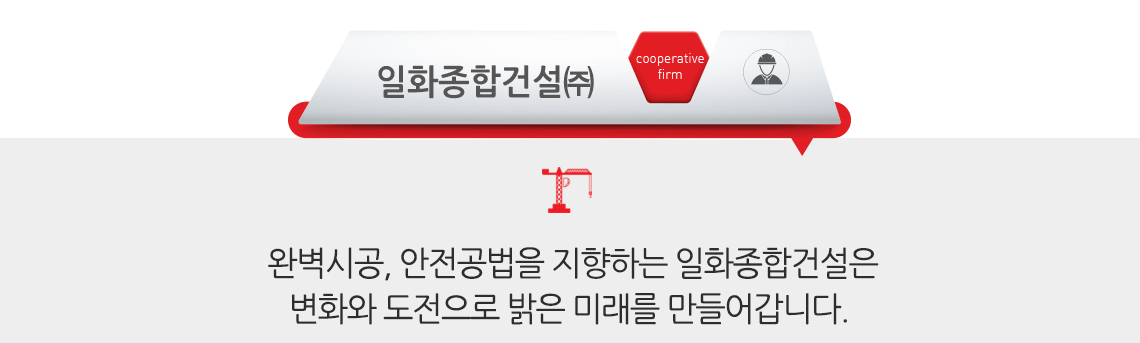 일화종합건설㈜
cooperative
firm
완벽시공, 안전공법을 지향하는 일화종합건설은
변화와 도전으로 밝은 미래를 만들어갑니다.